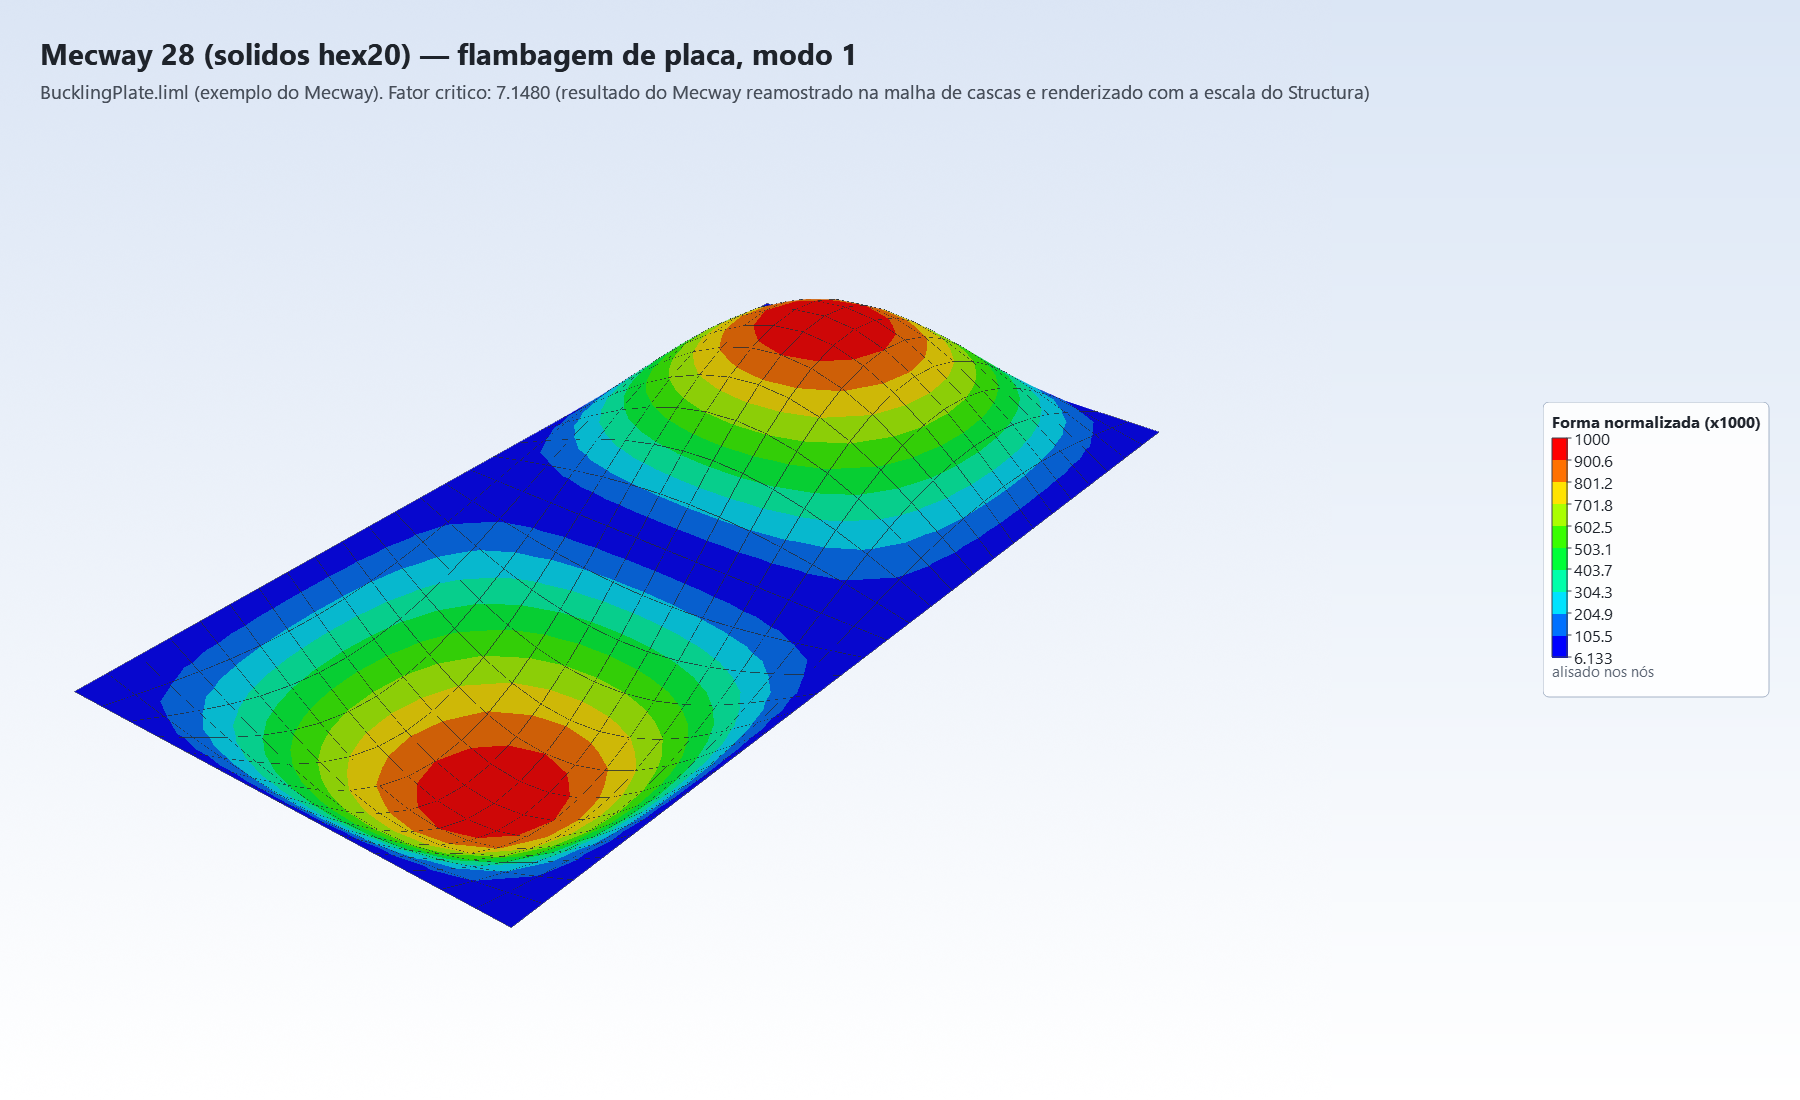 Mecway 28 (solidos hex20) — flambagem de placa, modo 1
BucklingPlate.liml (exemplo do Mecway). Fator critico: 7.1480 (resultado do Mecway reamostrado na malha de cascas e renderizado com a escala do Structura)
Forma normalizada (x1000)
1000
900.6
801.2
701.8
602.5
503.1
403.7
304.3
204.9
105.5
6.133
alisado nos nós